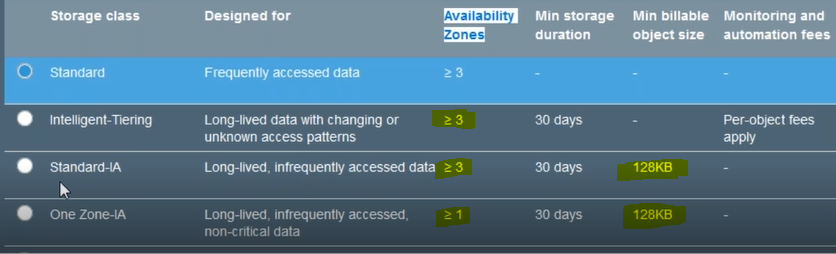 Storage class Designed for Availability Zones Min storage duration Min billable object size Monitoring and automation fees
Standard Frequently accessed data ≥ 3 - - -
Intelligent-Tiering Long-lived data with changing or unknown access patterns ≥ 3 30 days - Per-object fees apply
Standard-IA Long-lived, infrequently accessed data ≥ 3 30 days 128KB -
One Zone-IA Long-lived, infrequently accessed, non-critical data ≥ 1 30 days 128KB -